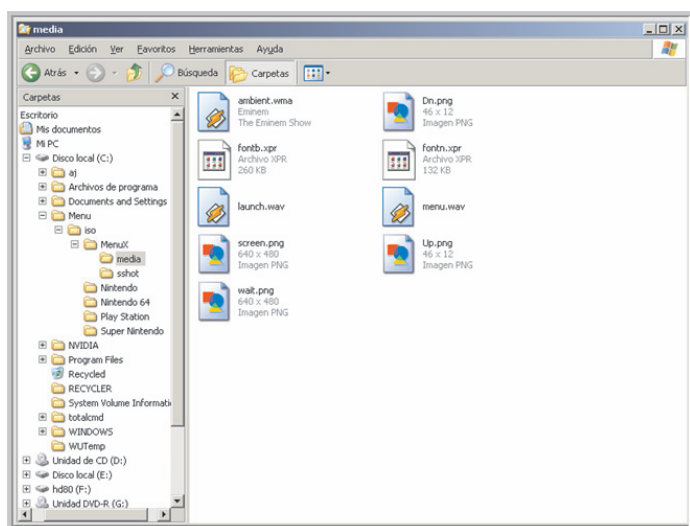 media
Archivo Edición Ver Favoritos Herramientas Ayuda
Atrás Búsqueda Carpetas
Carpetas
Escritorio
Mis documentos
Mi PC
Disco local (C:)
aj
Archivos de programa
Documents and Settings
Menu
iso
MenuX
media
sshot
Nintendo
Nintendo 64
Play Station
Super Nintendo
NVIDIA
Program Files
Recycled
RECYCLER
System Volume Informati
totalcmd
WINDOWS
WUTemp
Unidad de CD (D:)
Disco local (E:)
hd80 (F:)
Unidad DVD-R (G:)
ambient.wma
Eminem
The Eminem Show
Dn.png
46 x 12
Imagen PNG
fontb.xpr
Archivo XPR
260 KB
fontn.xpr
Archivo XPR
132 KB
launch.wav
menu.wav
screen.png
640 x 480
Imagen PNG
Up.png
46 x 12
Imagen PNG
wait.png
640 x 480
Imagen PNG